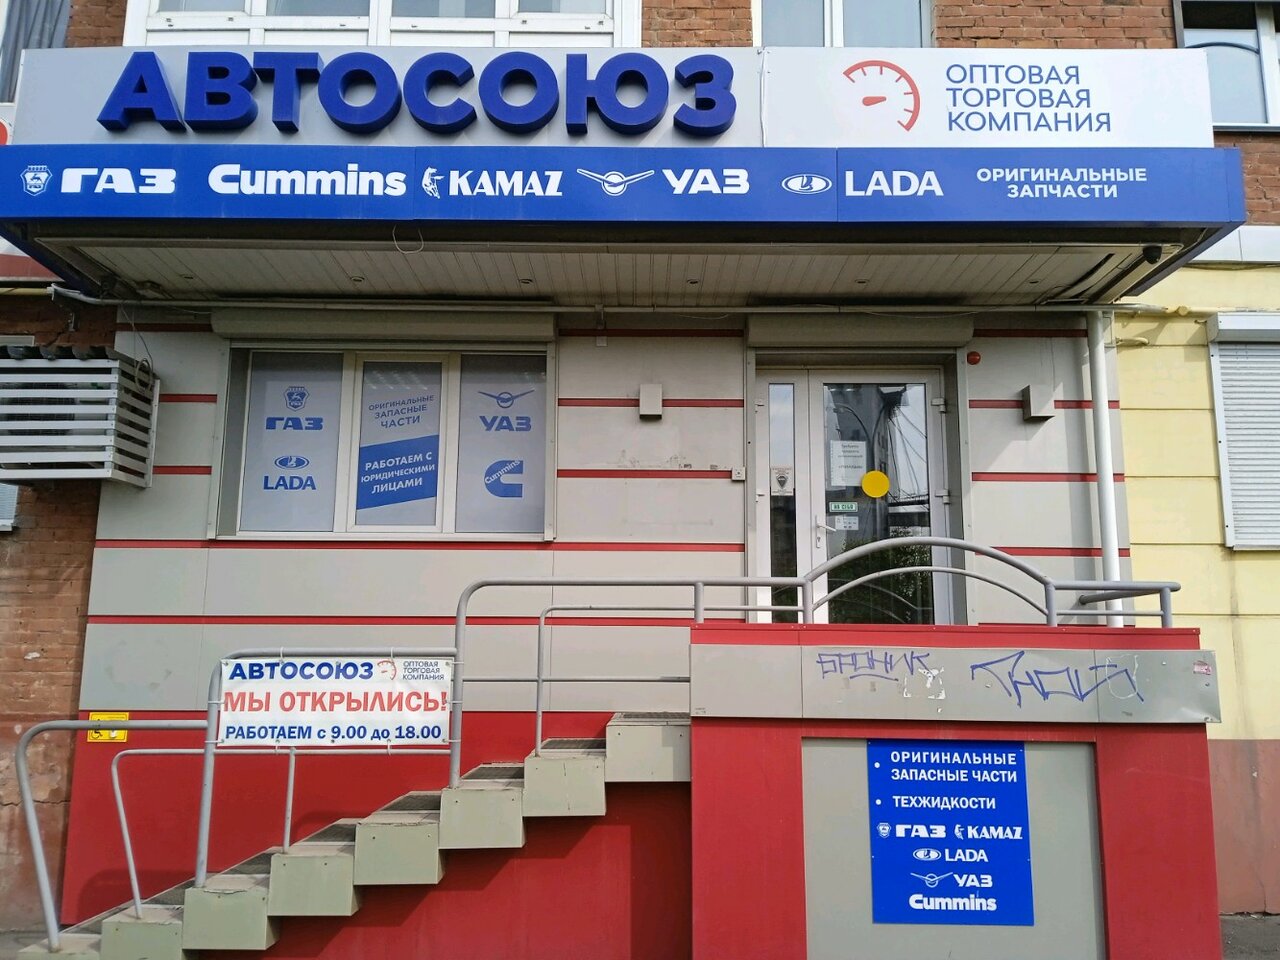 АВТОСОЮЗ
ОПТОВАЯ
ТОРГОВАЯ
КОМПАНИЯ
ГАЗ Cummins KAMAZ УАЗ LADA
ОРИГИНАЛЬНЫЕ
ЗАПЧАСТИ
ГАЗ
LADA
ОРИГИНАЛЬНЫЕ
ЗАПАСНЫЕ
ЧАСТИ
РАБОТАЕМ С
ЮРИДИЧЕСКИМИ
ЛИЦАМИ
УАЗ
Cummins
АВТОСОЮЗ
ОПТОВАЯ
ТОРГОВАЯ
КОМПАНИЯ
МЫ ОТКРЫЛИСЬ!
РАБОТАЕМ с 9.00 до 18.00
• ОРИГИНАЛЬНЫЕ
ЗАПАСНЫЕ ЧАСТИ
• ТЕХЖИДКОСТИ
ГАЗ KAMAZ
LADA
УАЗ
Cummins